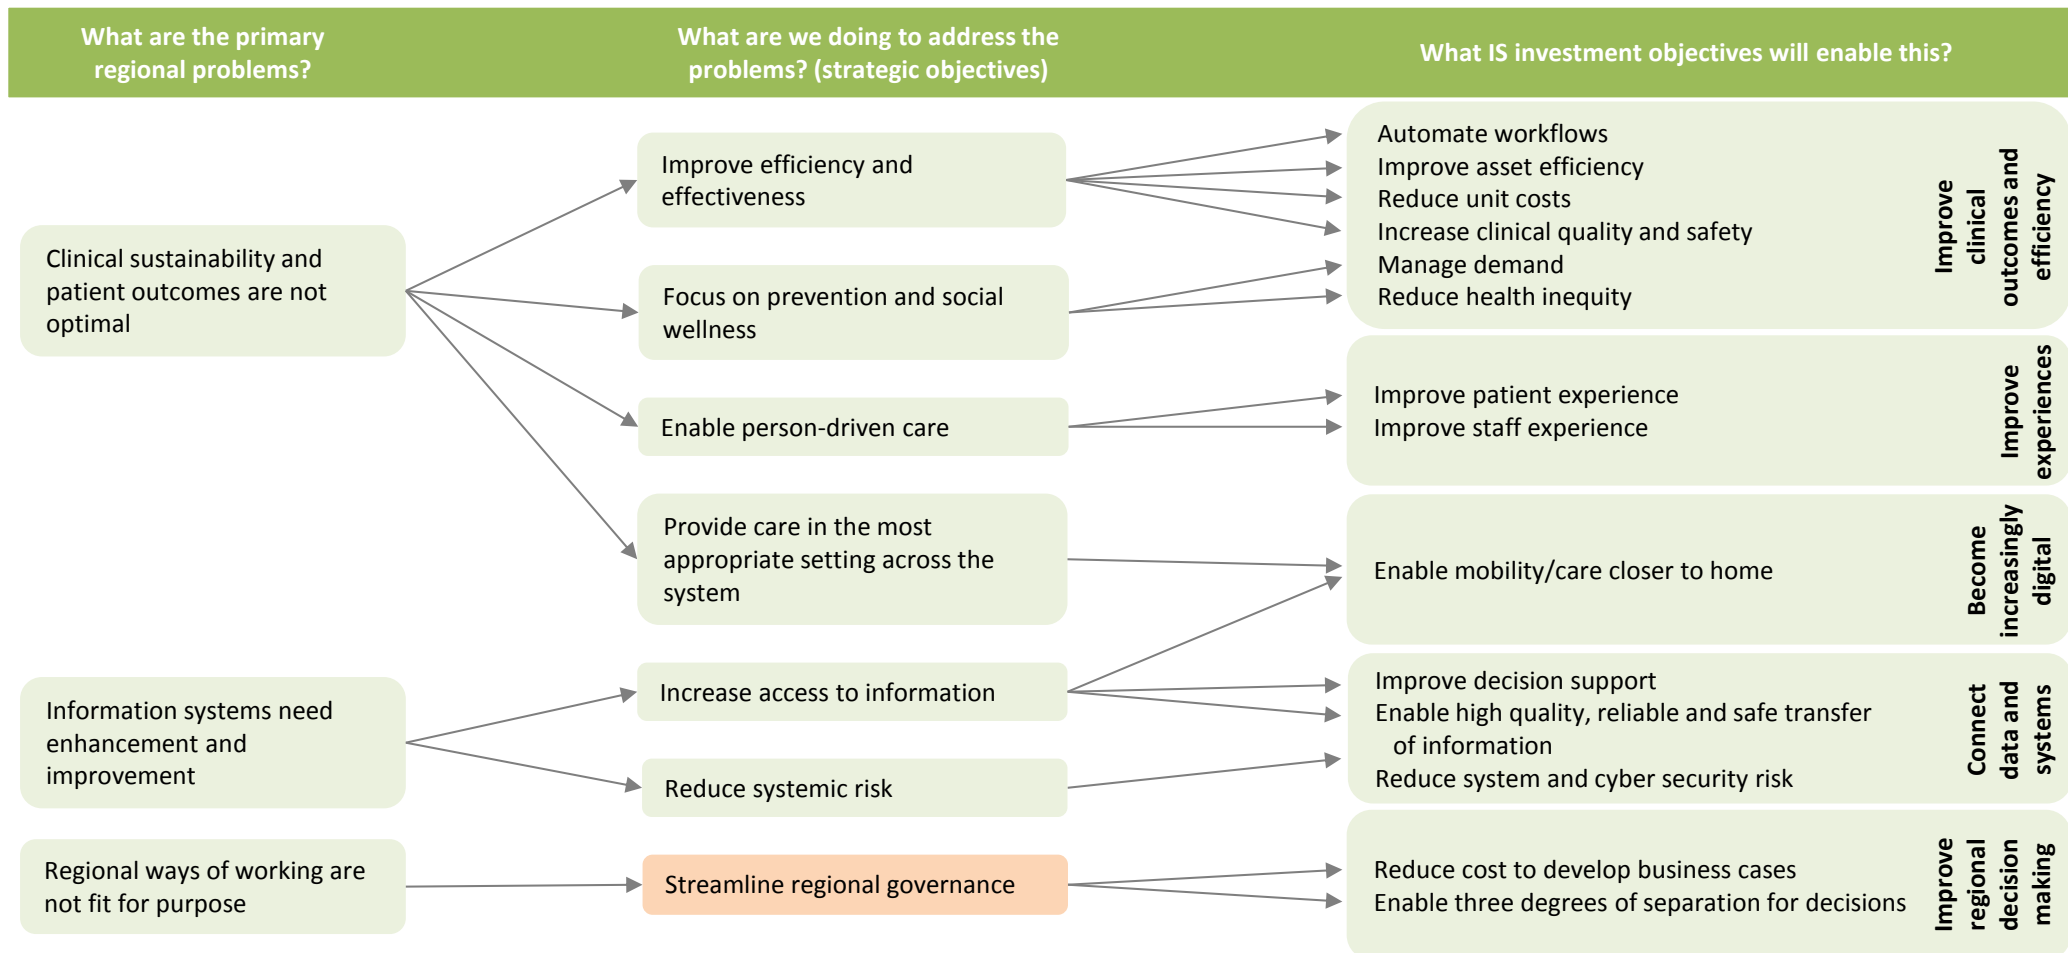 What are the primary
regional problems?
What are we doing to address the
problems? (strategic objectives)
What IS investment objectives will enable this?
Clinical sustainability and
patient outcomes are not
optimal
Information systems need
enhancement and
improvement
Regional ways of working are
not fit for purpose
Improve efficiency and
effectiveness
Focus on prevention and social
wellness
Enable person-driven care
Provide care in the most
appropriate setting across the
system
Increase access to information
Reduce systemic risk
Streamline regional governance
Automate workflows
Improve asset efficiency
Reduce unit costs
Increase clinical quality and safety
Manage demand
Reduce health inequity
Improve
clinical
outcomes and
efficiency
Improve patient experience
Improve staff experience
Improve
experiences
Enable mobility/care closer to home
Become
increasingly
digital
Improve decision support
Enable high quality, reliable and safe transfer
of information
Reduce system and cyber security risk
Connect
data and
systems
Reduce cost to develop business cases
Enable three degrees of separation for decisions
Improve
regional
decision
making